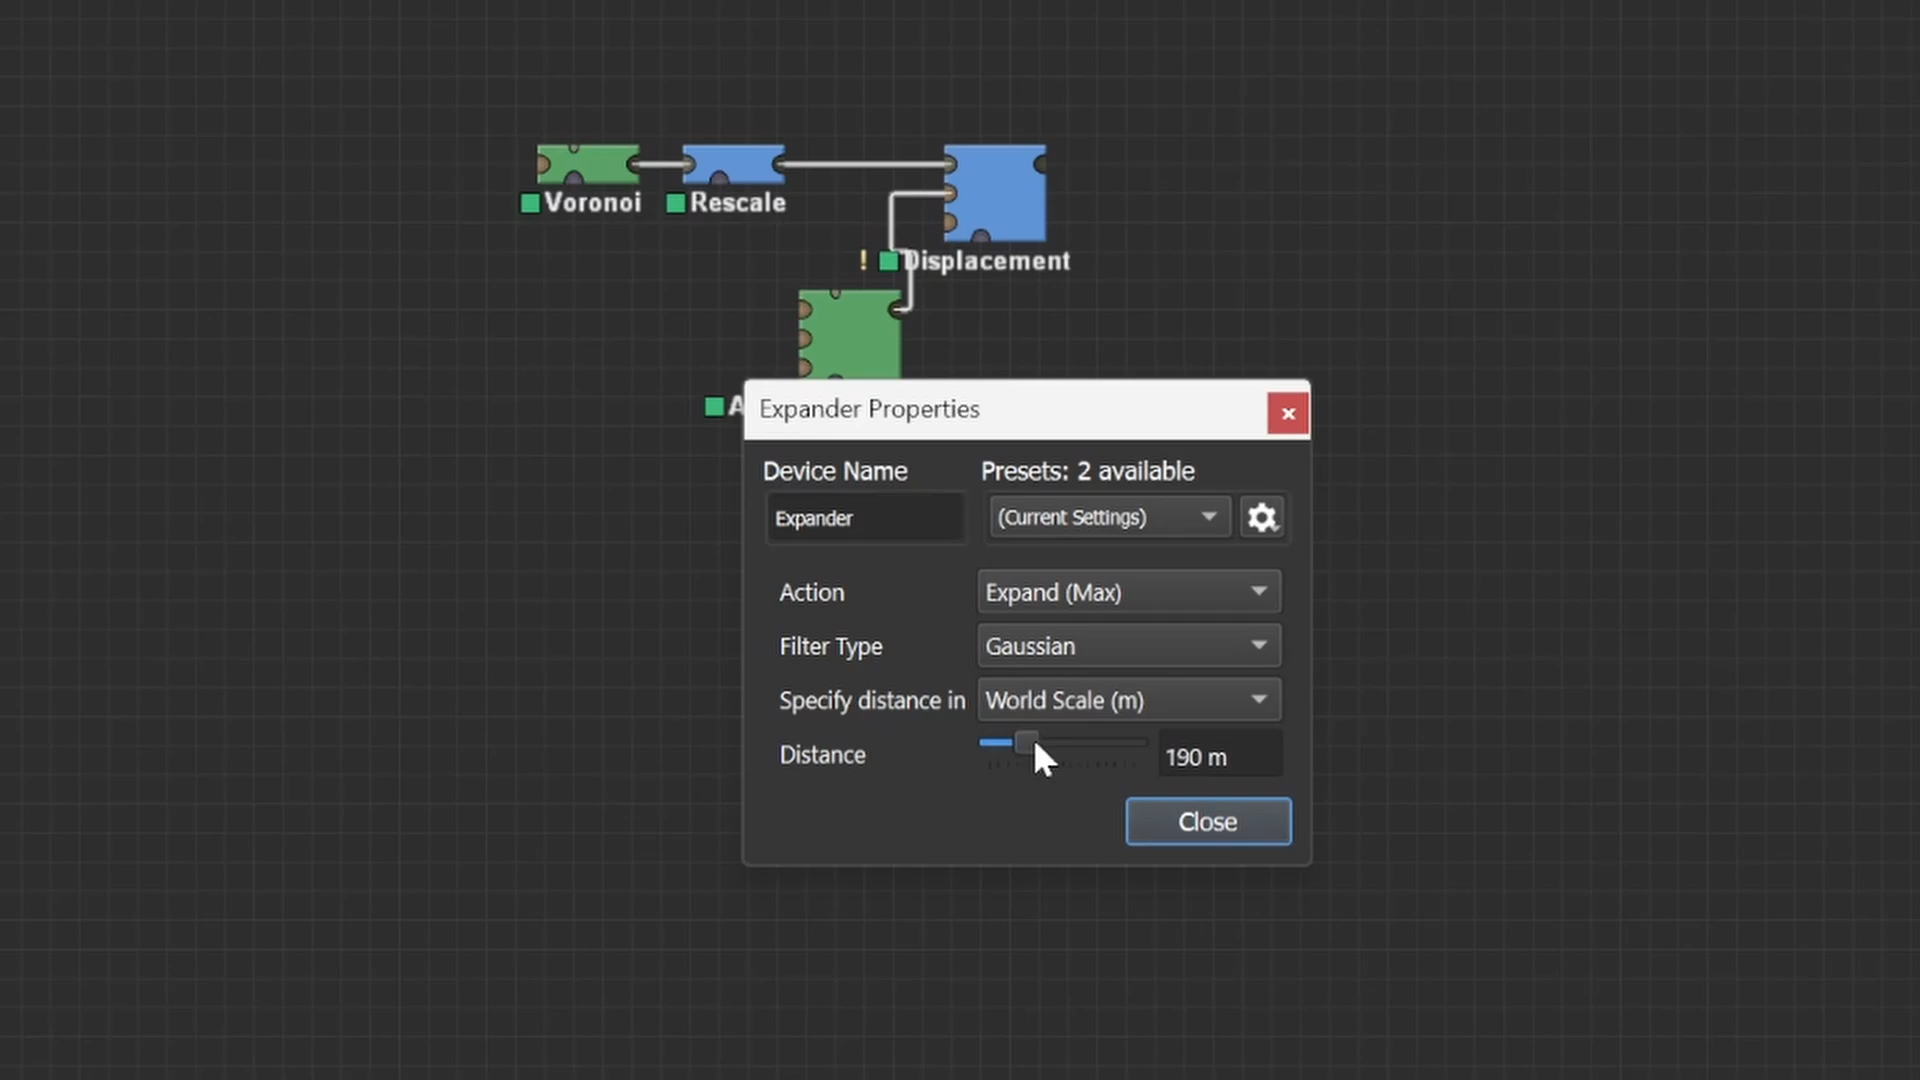 Voronoi
Rescale
! Displacement
A
Expander Properties
Device Name
Presets: 2 available
Expander
(Current Settings)
Action
Expand (Max)
Filter Type
Gaussian
Specify distance in
World Scale (m)
Distance
190 m
Close